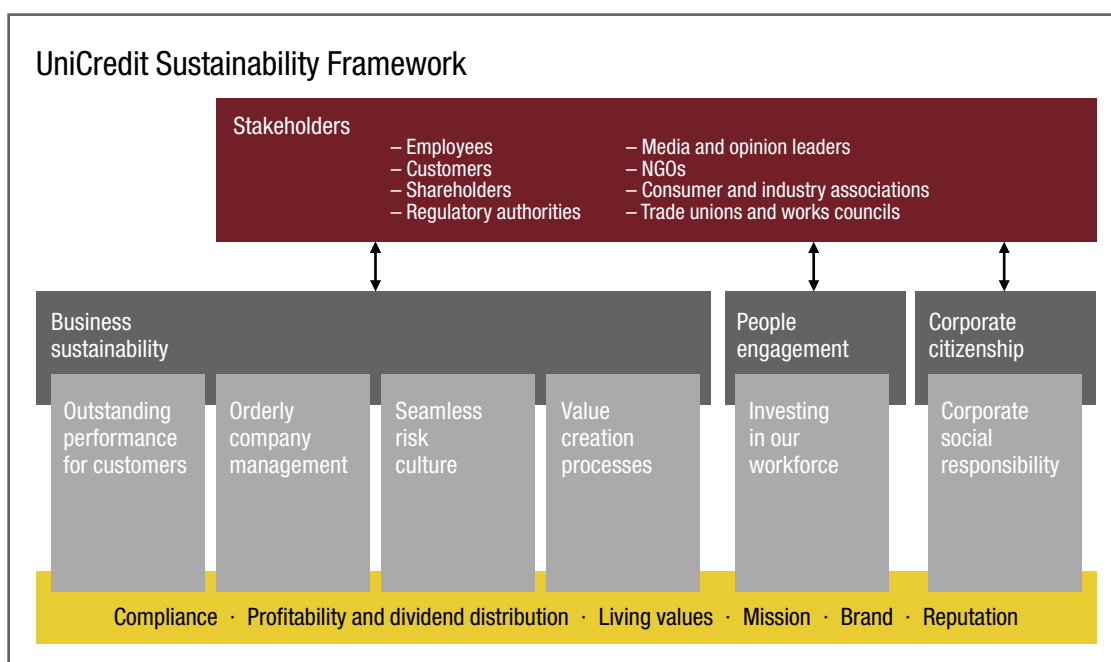 UniCredit Sustainability Framework
Stakeholders
– Employees
– Customers
– Shareholders
– Regulatory authorities
– Media and opinion leaders
– NGOs
– Consumer and industry associations
– Trade unions and works councils
Business
sustainability
People
engagement
Corporate
citizenship
Outstanding
performance
for customers
Orderly
company
management
Seamless
risk
culture
Value
creation
processes
Investing
in our
workforce
Corporate
social
responsibility
Compliance · Profitability and dividend distribution · Living values · Mission · Brand · Reputation